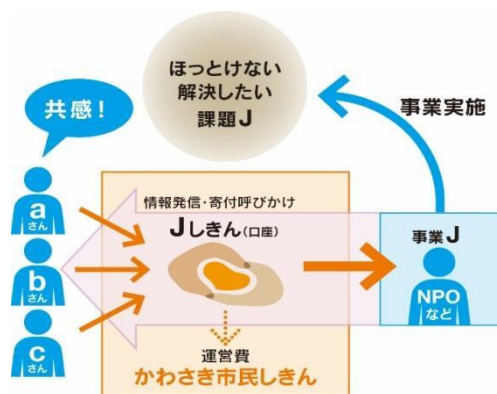 ほっとけない
解決したい
課題J
共感！
事業実施
aさん
bさん
cさん
情報発信・寄付呼びかけ
Jしきん(口座)
事業J
NPO
など
運営費
かわさき市民しきん